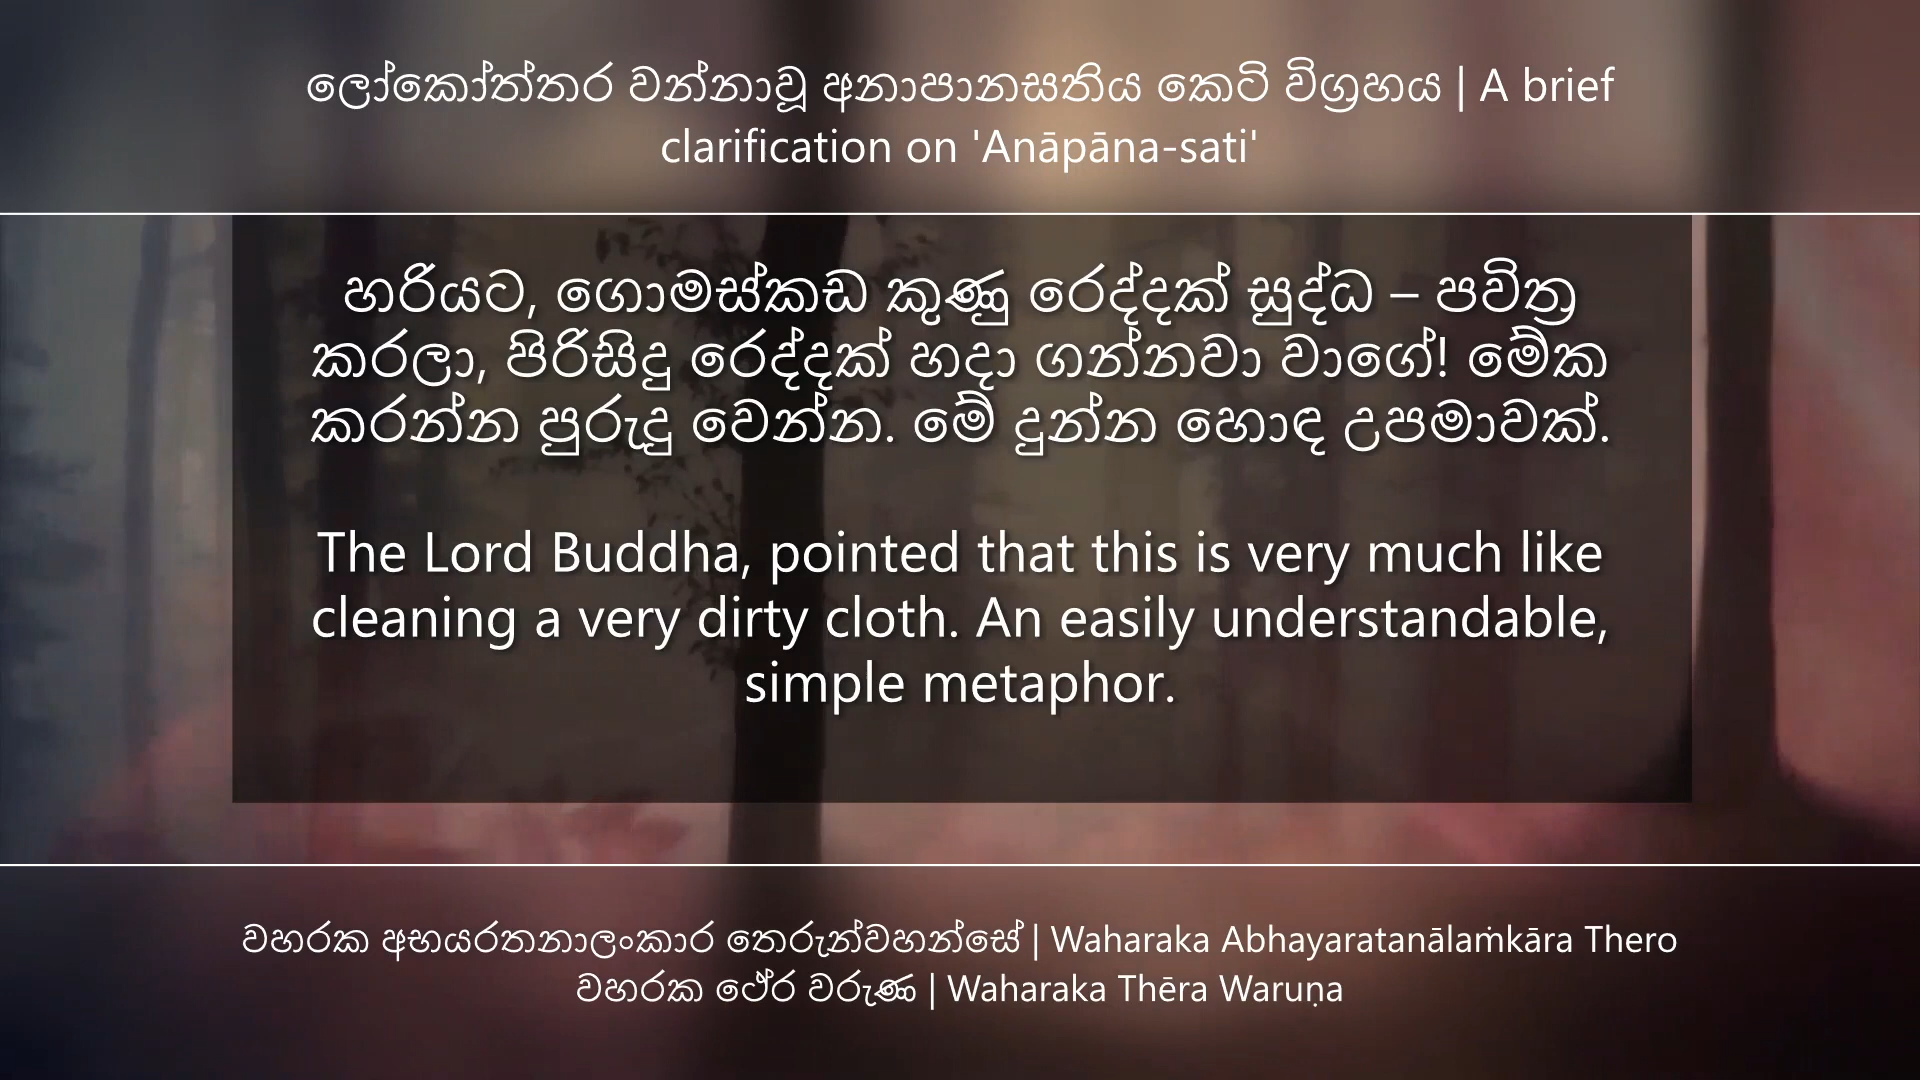 ලෝකෝත්තර වන්නාවූ අනාපානසතිය කෙටි විග්‍රහය | A brief
clarification on 'Anāpāna-sati'
හරියට, ගොමස්කඩ කුණු රෙද්දක් සුද්ධ – පවිත්‍ර
කරලා, පිරිසිදු රෙද්දක් හදා ගන්නවා වාගේ! මේක
කරන්න පුරුදු වෙන්න. මේ දුන්න හොඳ උපමාවක්.
The Lord Buddha, pointed that this is very much like
cleaning a very dirty cloth. An easily understandable,
simple metaphor.
වහරක අභයරතනාලංකාර තෙරුන්වහන්සේ | Waharaka Abhayaratanālaṁkāra Thero
වහරක ථේර වරුණ | Waharaka Thēra Waruṇa